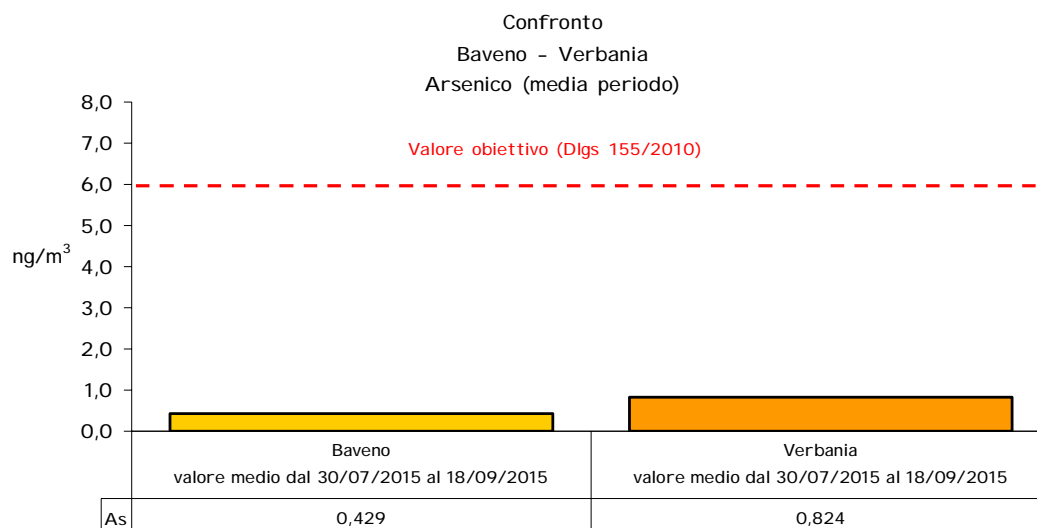 Confronto
Baveno - Verbania
Arsenico (media periodo)
8,0
7,0
Valore obiettivo (Dlgs 155/2010)
6,0
5,0
ng/m³
4,0
3,0
2,0
1,0
0,0
Baveno
valore medio dal 30/07/2015 al 18/09/2015
Verbania
valore medio dal 30/07/2015 al 18/09/2015
As 0,429 0,824